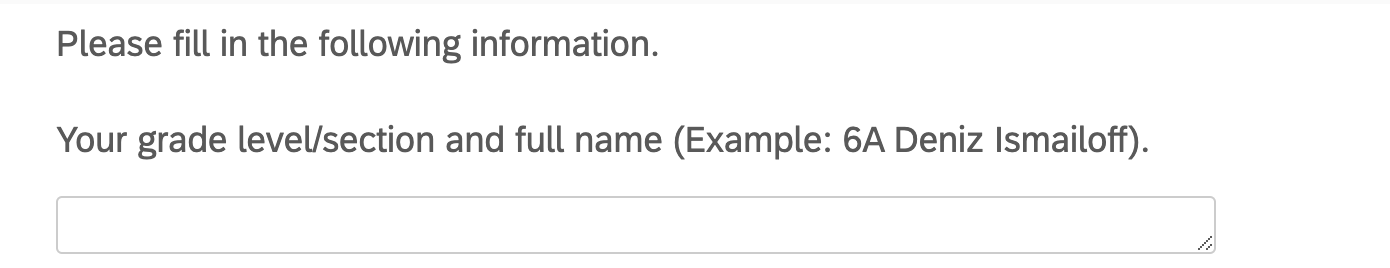 Please fill in the following information.
Your grade level/section and full name (Example: 6A Deniz Ismailoff).